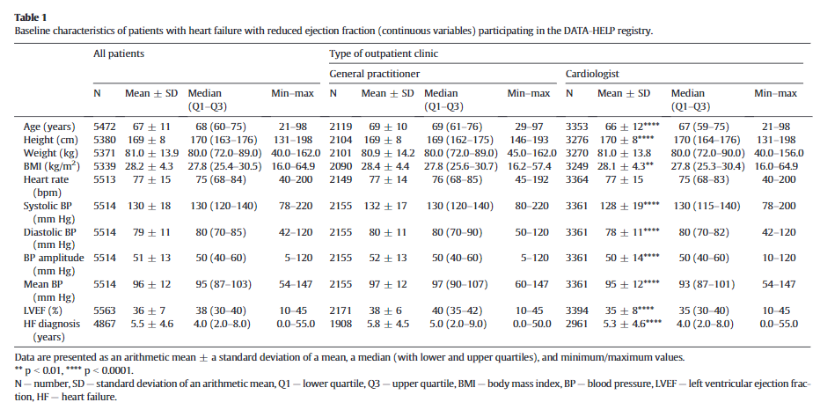 Table 1
Baseline characteristics of patients with heart failure with reduced ejection fraction (continuous variables) participating in the DATA-HELP registry.
All patients Type of outpatient clinic
General practitioner Cardiologist
N Mean ± SD Median Min–max N Mean ± SD Median Min–max N Mean ± SD Median Min–max
(Q1–Q3) (Q1–Q3) (Q1–Q3)
Age (years) 5472 67 ± 11 68 (60–75) 21–98 2119 69 ± 10 69 (61–76) 29–97 3353 66 ± 12**** 67 (59–75) 21–98
Height (cm) 5380 169 ± 8 170 (163–176) 131–198 2104 169 ± 8 169 (162–175) 146–193 3276 170 ± 8**** 170 (164–176) 131–198
Weight (kg) 5371 81.0 ± 13.9 80.0 (72.0–89.0) 40.0–162.0 2101 80.9 ± 14.2 80.0 (72.0–89.0) 45.0–162.0 3270 81.0 ± 13.8 80.0 (72.0–90.0) 40.0–156.0
BMI (kg/m²) 5339 28.2 ± 4.3 27.8 (25.4–30.5) 16.0–64.9 2090 28.4 ± 4.4 27.8 (25.6–30.7) 16.2–57.4 3249 28.1 ± 4.3** 27.8 (25.3–30.4) 16.0–64.9
Heart rate 5513 77 ± 15 75 (68–84) 40–200 2149 77 ± 14 76 (68–85) 45–192 3364 77 ± 15 75 (68–83) 40–200
(bpm)
Systolic BP 5514 130 ± 18 130 (120–140) 78–220 2155 132 ± 17 130 (120–140) 80–220 3361 128 ± 19**** 130 (115–140) 78–200
(mm Hg)
Diastolic BP 5514 79 ± 11 80 (70–85) 42–120 2155 80 ± 11 80 (70–90) 50–120 3361 78 ± 11**** 80 (70–82) 42–120
(mm Hg)
BP amplitude 5514 51 ± 13 50 (40–60) 5–120 2155 52 ± 13 50 (40–60) 5–120 3361 50 ± 14**** 50 (40–60) 10–120
(mm Hg)
Mean BP 5514 96 ± 12 95 (87–103) 54–147 2155 97 ± 12 97 (90–107) 60–147 3361 95 ± 12**** 93 (87–101) 54–147
(mm Hg)
LVEF (%) 5563 36 ± 7 38 (30–40) 10–45 2171 38 ± 6 40 (35–42) 10–45 3394 35 ± 8**** 35 (30–40) 10–45
HF diagnosis 4867 5.5 ± 4.6 4.0 (2.0–8.0) 0.0–55.0 1908 5.8 ± 4.5 5.0 (2.0–9.0) 0.0–50.0 2961 5.3 ± 4.6**** 4.0 (2.0–8.0) 0.0–55.0
(years)
Data are presented as an arithmetic mean ± a standard deviation of a mean, a median (with lower and upper quartiles), and minimum/maximum values.
** p < 0.01, **** p < 0.0001.
N – number, SD – standard deviation of an arithmetic mean, Q1 – lower quartile, Q3 – upper quartile, BMI – body mass index, BP – blood pressure, LVEF – left ventricular ejection frac-
tion, HF – heart failure.